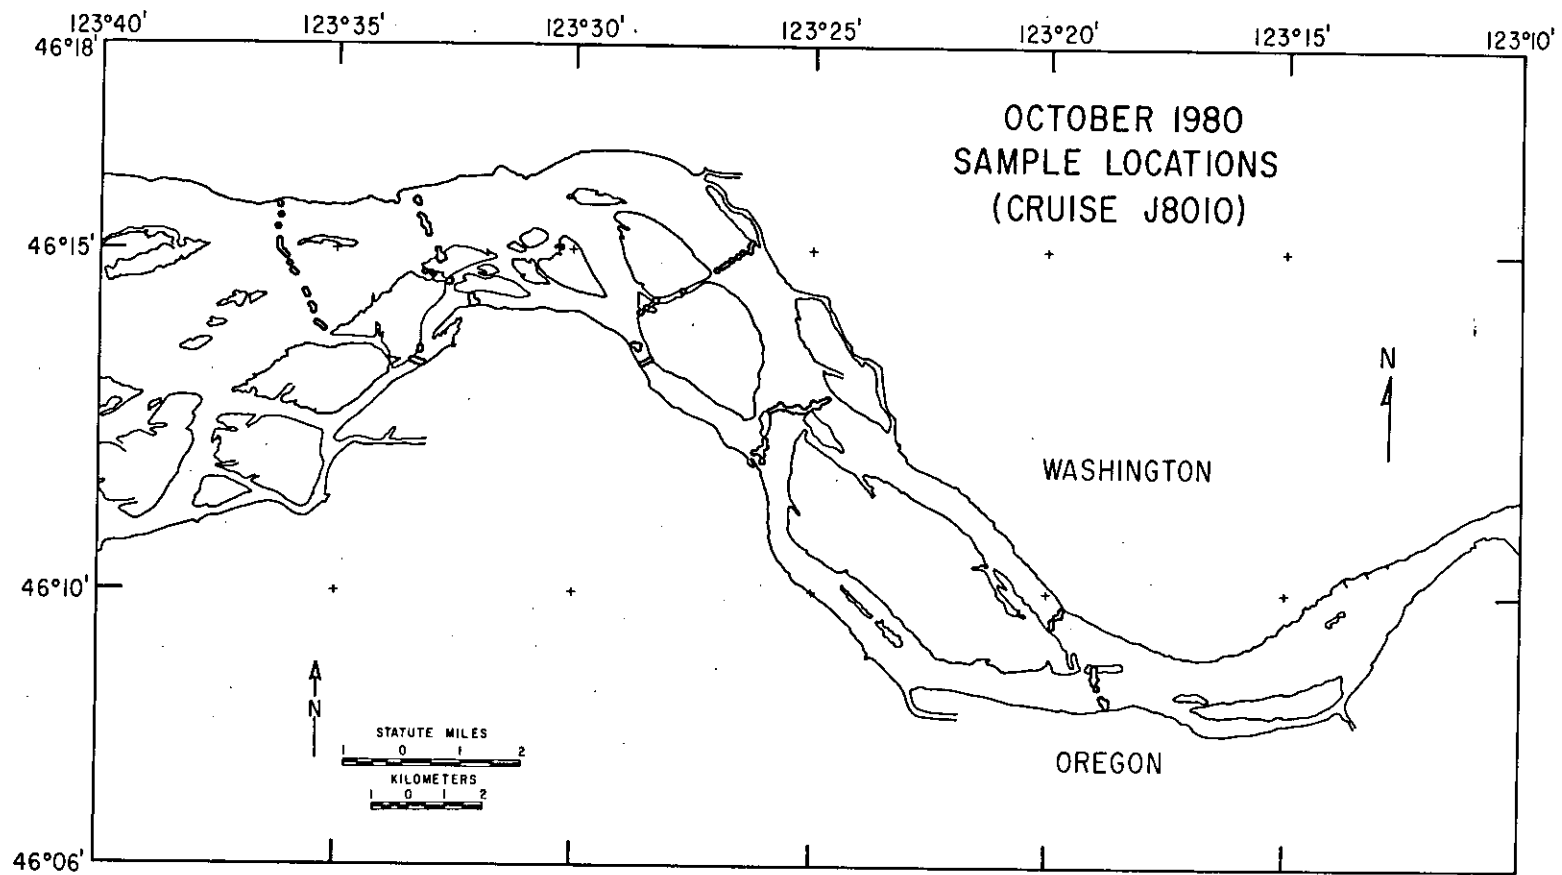 123°40' 123°35' 123°30' 123°25' 123°20' 123°15' 123°10'
46°18'
OCTOBER 1980
SAMPLE LOCATIONS
(CRUISE J8010)
46°15'
N
WASHINGTON
46°10'
N
STATUTE MILES
1 0 1 2
KILOMETERS
1 0 1 2
OREGON
46°06'